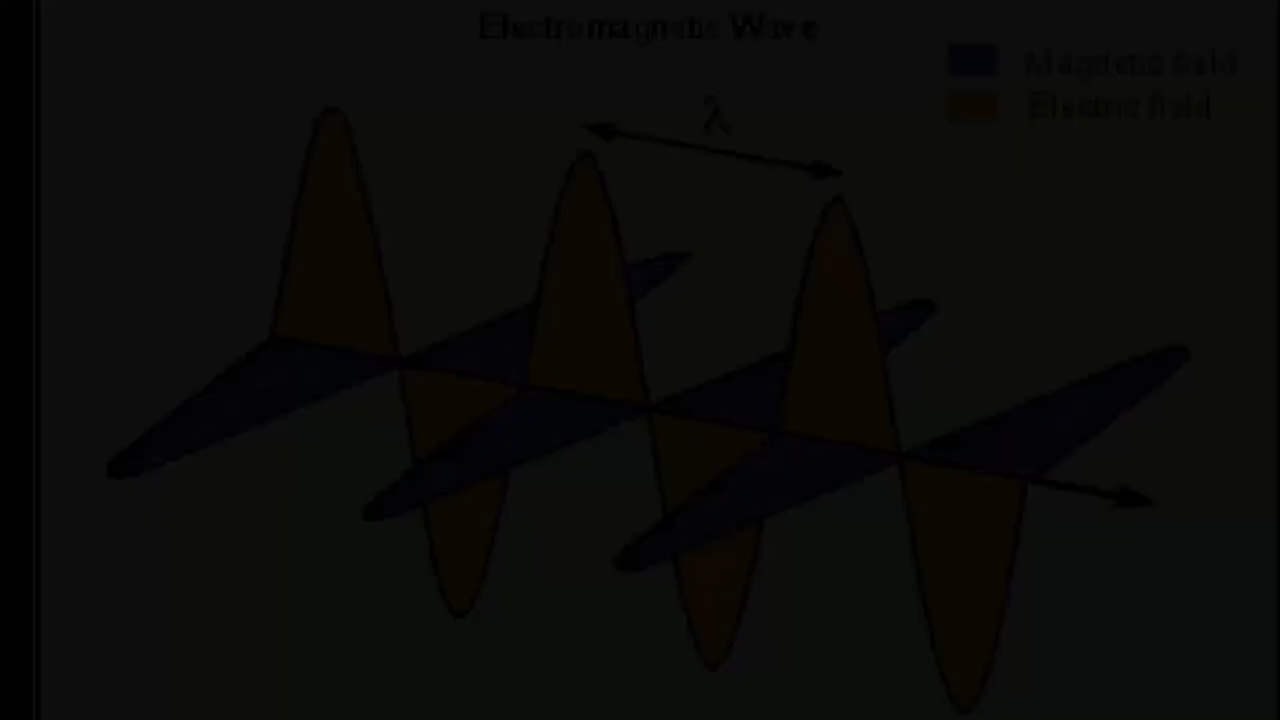 Electromagnetic Wave
Magnetic field
Electric field
λ